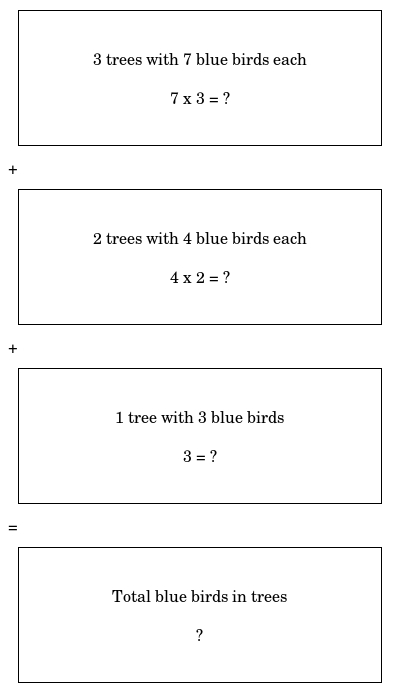 3 trees with 7 blue birds each
7 x 3 = ?
+
2 trees with 4 blue birds each
4 x 2 = ?
+
1 tree with 3 blue birds
3 = ?
=
Total blue birds in trees
?